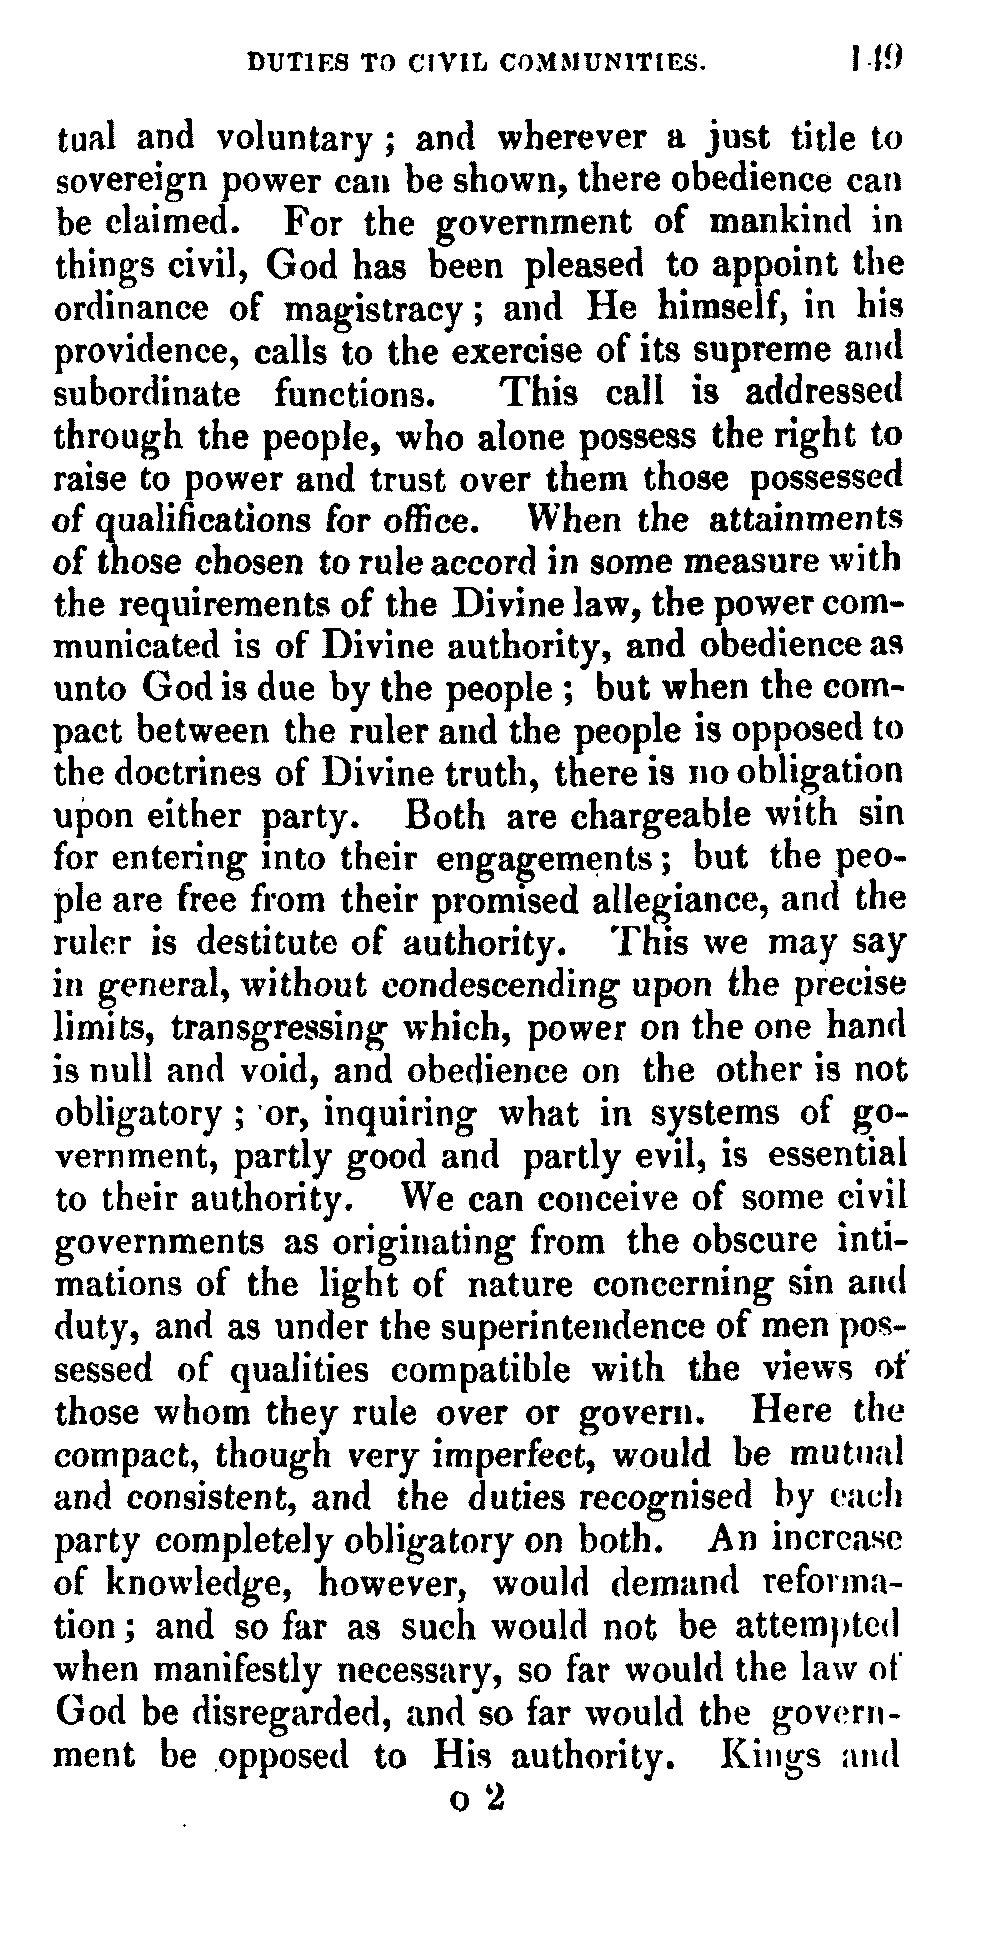 DUTIES TO CIVIL COMMUNITIES. 149
tual and voluntary ; and wherever a just title to
sovereign power can be shown, there obedience can
be claimed. For the government of mankind in
things civil, God has been pleased to appoint the
ordinance of magistracy ; and He himself, in his
providence, calls to the exercise of its supreme and
subordinate functions. This call is addressed
through the people, who alone possess the right to
raise to power and trust over them those possessed
of qualifications for office. When the attainments
of those chosen to rule accord in some measure with
the requirements of the Divine law, the power com-
municated is of Divine authority, and obedience as
unto God is due by the people ; but when the com-
pact between the ruler and the people is opposed to
the doctrines of Divine truth, there is no obligation
upon either party. Both are chargeable with sin
for entering into their engagements ; but the peo-
ple are free from their promised allegiance, and the
ruler is destitute of authority. This we may say
in general, without condescending upon the precise
limits, transgressing which, power on the one hand
is null and void, and obedience on the other is not
obligatory ; or, inquiring what in systems of go-
vernment, partly good and partly evil, is essential
to their authority. We can conceive of some civil
governments as originating from the obscure inti-
mations of the light of nature concerning sin and
duty, and as under the superintendence of men pos-
sessed of qualities compatible with the views of
those whom they rule over or govern. Here the
compact, though very imperfect, would be mutual
and consistent, and the duties recognised by each
party completely obligatory on both. An increase
of knowledge, however, would demand reforma-
tion ; and so far as such would not be attempted
when manifestly necessary, so far would the law of
God be disregarded, and so far would the govern-
ment be opposed to His authority. Kings and
o 2